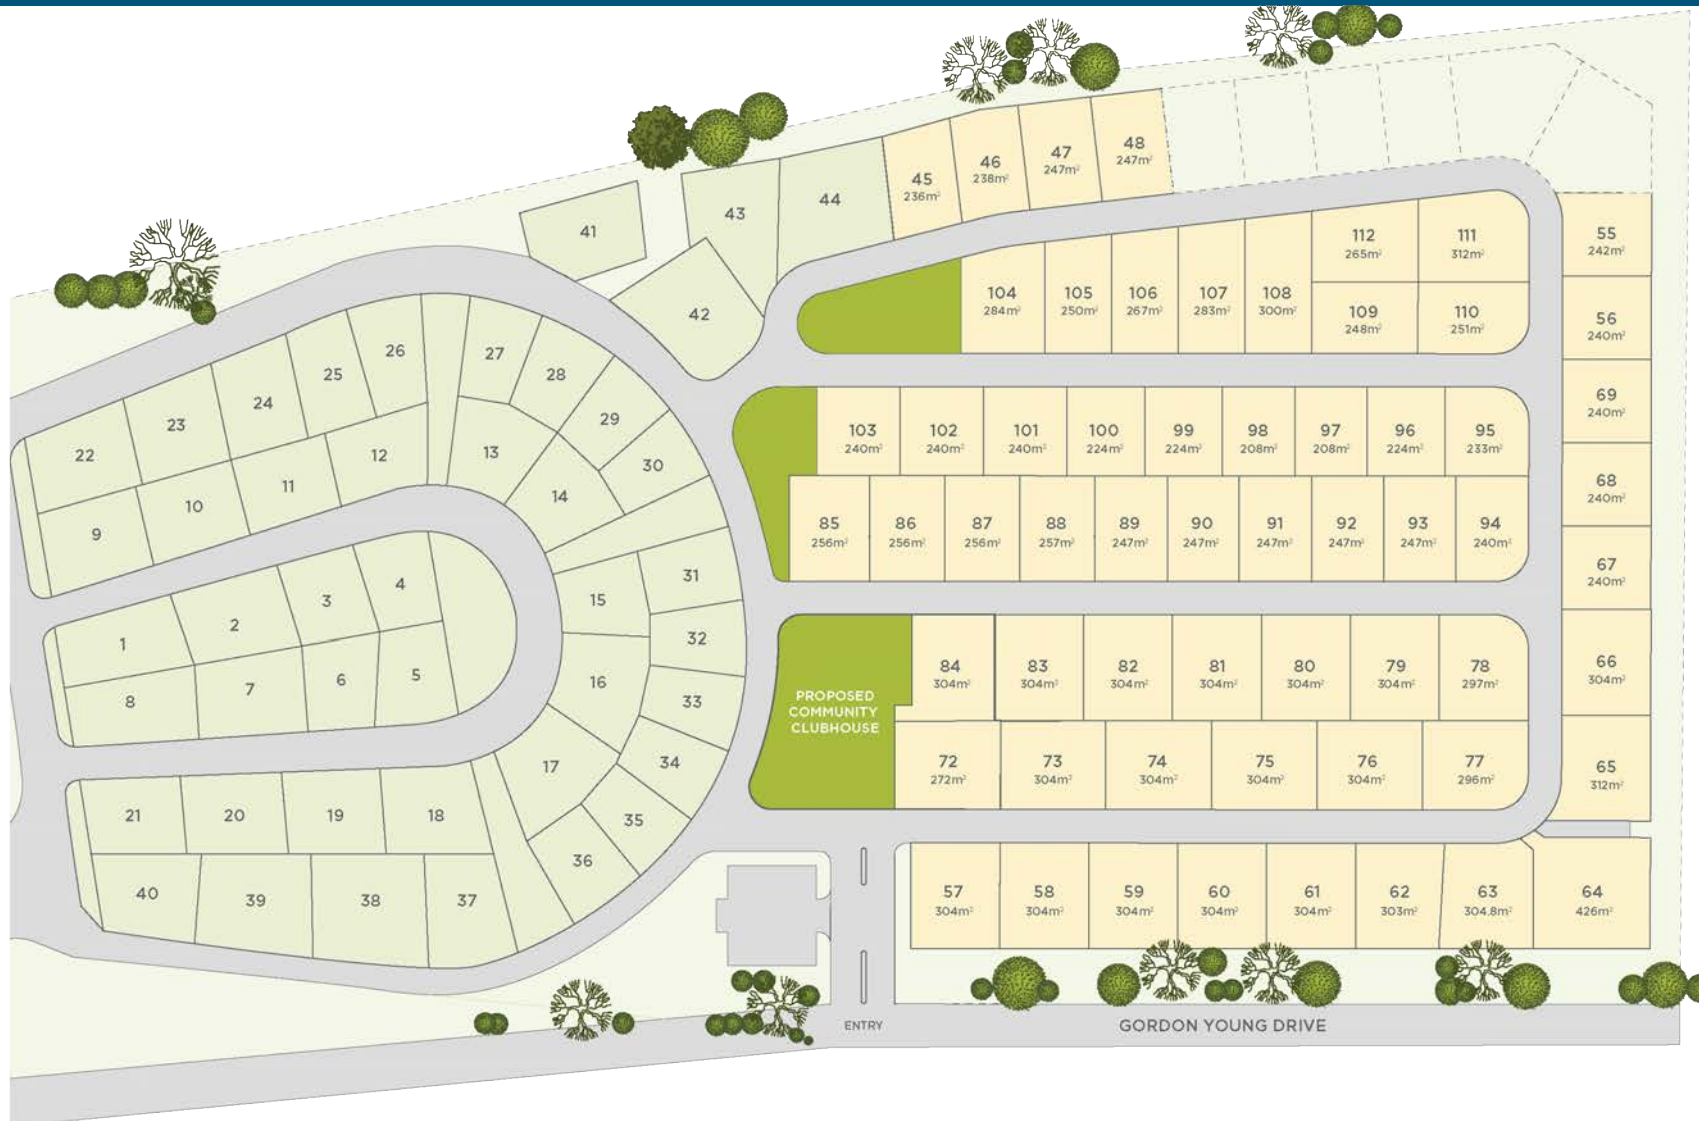 48
247m²
47
247m²
46
238m²
45
236m²
44
43
41
42
55
242m²
112
265m²
111
312m²
104
284m²
105
250m²
106
267m²
107
283m²
108
300m²
109
248m²
110
251m²
56
240m²
26
27
25
28
24
23
29
22
12
13
30
11
14
10
9
69
240m²
103
240m²
102
240m²
101
240m²
100
224m²
99
224m²
98
208m²
97
208m²
96
224m²
95
233m²
68
240m²
85
256m²
86
256m²
87
256m²
88
257m²
89
247m²
90
247m²
91
247m²
92
247m²
93
247m²
94
240m²
67
240m²
4
3
2
1
5
6
7
8
31
15
32
16
33
34
17
35
36
PROPOSED
COMMUNITY
CLUBHOUSE
84
304m²
83
304m²
82
304m²
81
304m²
80
304m²
79
304m²
78
297m²
66
304m²
72
272m²
73
304m²
74
304m²
75
304m²
76
304m²
77
296m²
65
312m²
21
20
19
18
40
39
38
37
57
304m²
58
304m²
59
304m²
60
304m²
61
304m²
62
303m²
63
304.8m²
64
426m²
ENTRY
GORDON YOUNG DRIVE